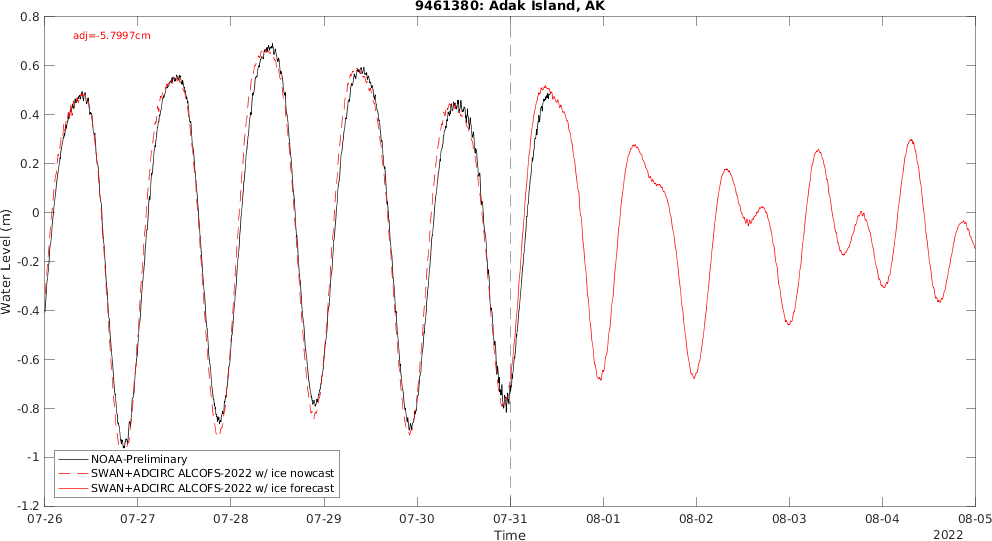 9461380: Adak Island, AK
adj=-5.7997cm
Water Level (m)
0.8
0.6
0.4
0.2
0
-0.2
-0.4
-0.6
-0.8
-1
-1.2
NOAA-Preliminary
SWAN+ADCIRC ALCOFS-2022 w/ ice nowcast
SWAN+ADCIRC ALCOFS-2022 w/ ice forecast
07-26 07-27 07-28 07-29 07-30 07-31 08-01 08-02 08-03 08-04 08-05
Time
2022